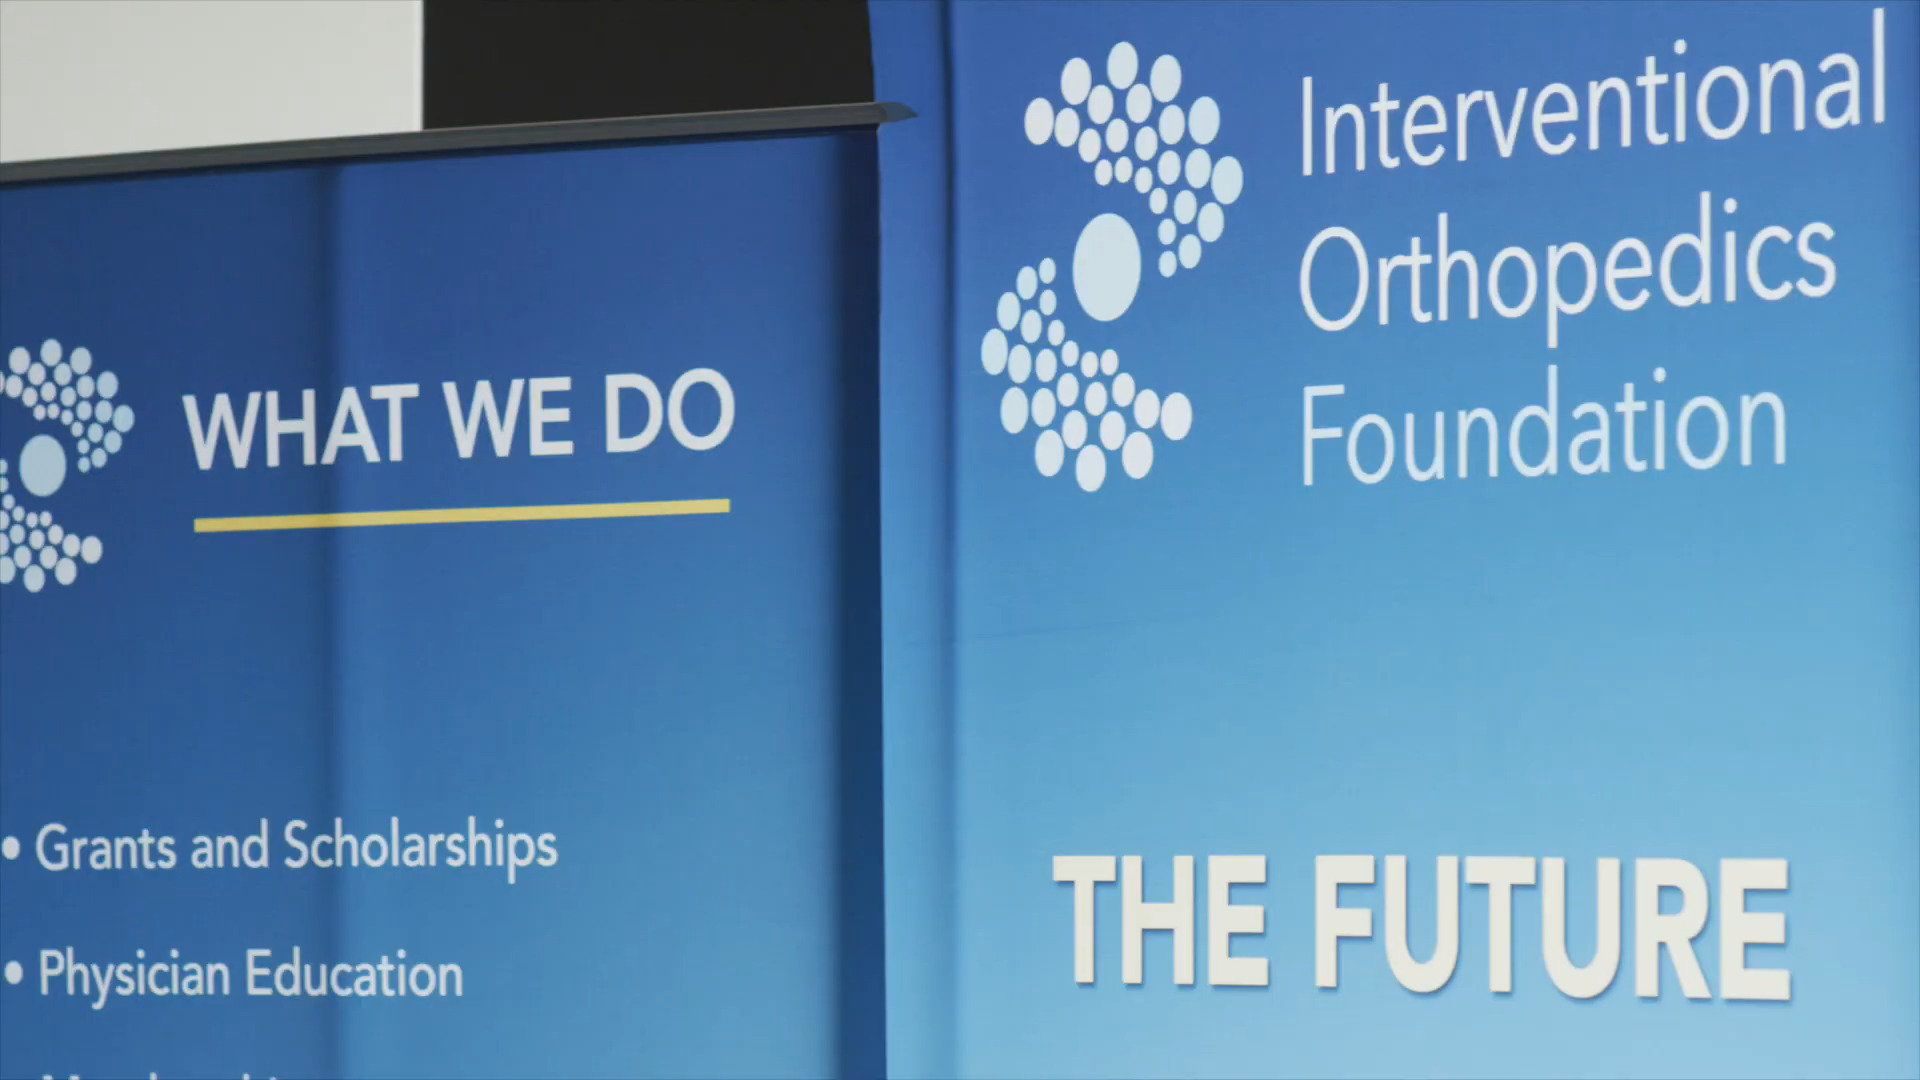 WHAT WE DO
• Grants and Scholarships
• Physician Education
Interventional
Orthopedics
Foundation
THE FUTURE